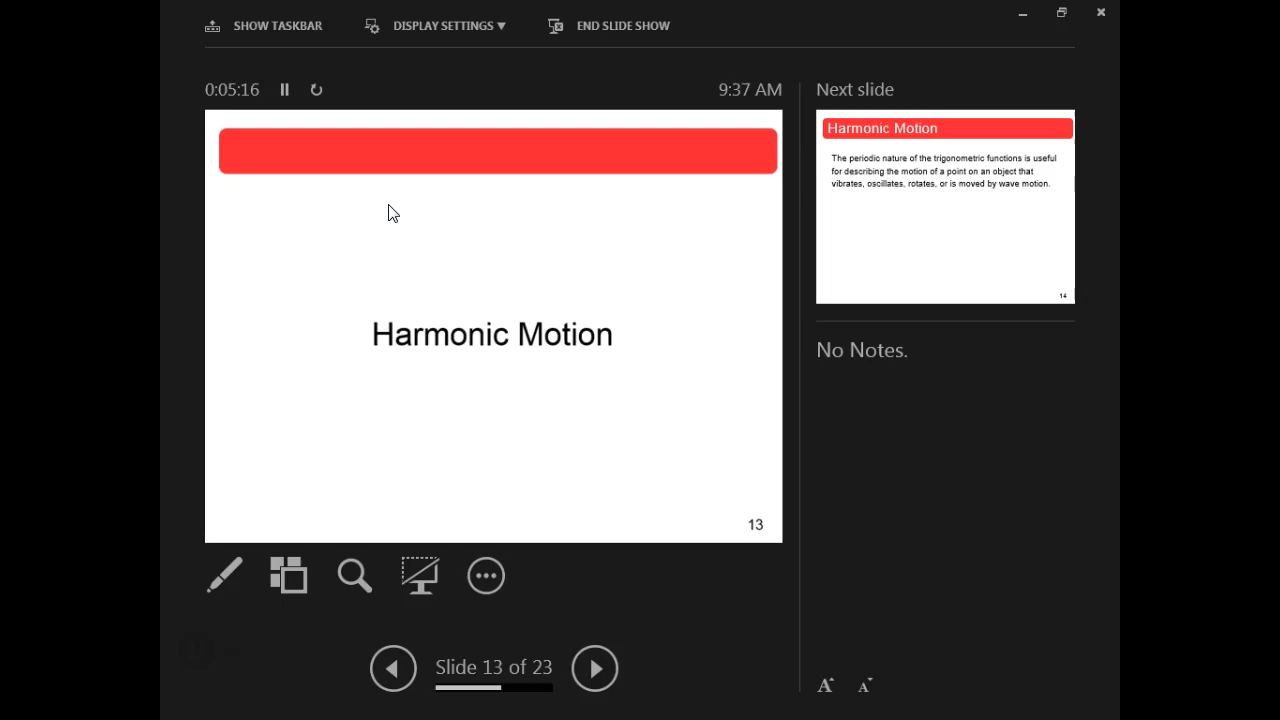 SHOW TASKBAR DISPLAY SETTINGS ▼ END SLIDE SHOW
0:05:16 9:37 AM
Harmonic Motion
13
Next slide
Harmonic Motion
The periodic nature of the trigonometric functions is useful
for describing the motion of a point on an object that
vibrates, oscillates, rotates, or is moved by wave motion.
14
No Notes.
Slide 13 of 23
A A